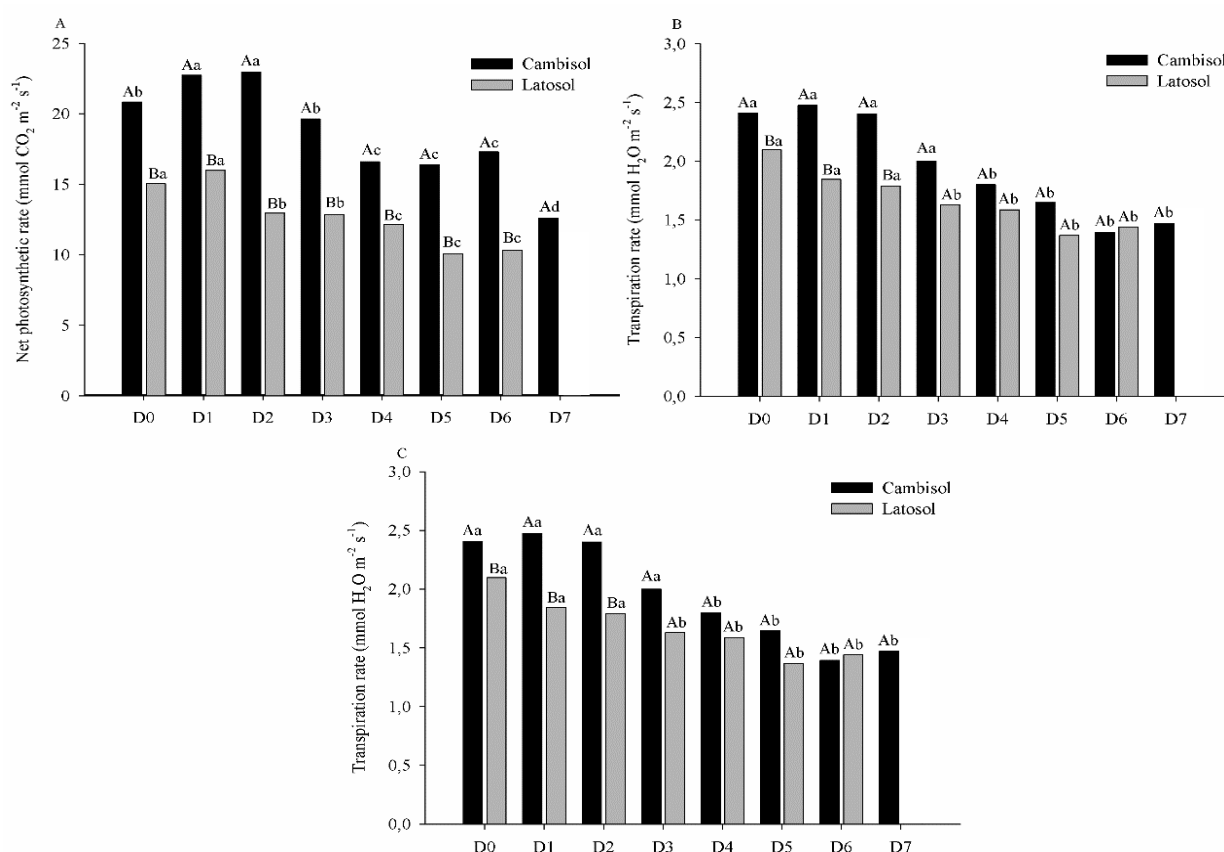 A
Net photosynthetic rate (mmol CO₂ m⁻² s⁻¹)
25
20
15
10
5
0
Cambisol
Latosol
Ab Ba Aa Ba Aa Bb Ab Bb Ac Bc Ac Bc Ac Bc Ad
D0 D1 D2 D3 D4 D5 D6 D7
B
Transpiration rate (mmol H₂O m⁻² s⁻¹)
3,0
2,5
2,0
1,5
1,0
0,5
0,0
Cambisol
Latosol
Aa Ba Aa Ba Aa Ba Aa Ab Ab Ab Ab Ab Ab Ab Ab
D0 D1 D2 D3 D4 D5 D6 D7
C
Transpiration rate (mmol H₂O m⁻² s⁻¹)
3,0
2,5
2,0
1,5
1,0
0,5
0,0
Cambisol
Latosol
Aa Ba Aa Ba Aa Ba Aa Ab Ab Ab Ab Ab Ab Ab Ab
D0 D1 D2 D3 D4 D5 D6 D7